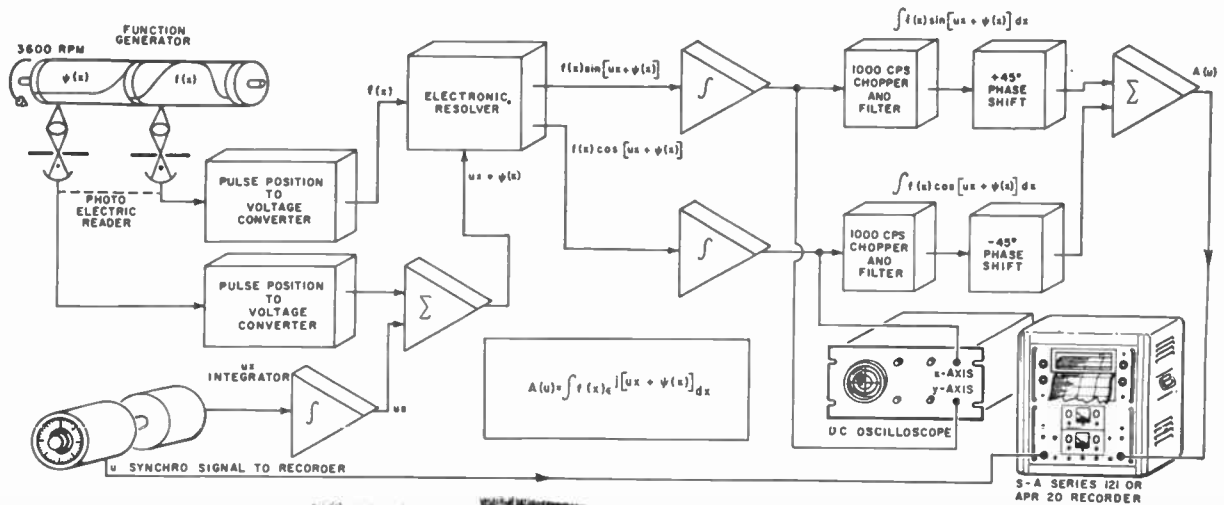 FUNCTION
GENERATOR
3600 RPM
ψ(x)
f(x)
PHOTO
ELECTRIC
READER
PULSE POSITION
TO
VOLTAGE
CONVERTER
f(x)
PULSE POSITION
TO
VOLTAGE
CONVERTER
ux
INTEGRATOR
∫
ux
Σ
ux + ψ(x)
ELECTRONIC
RESOLVER
f(x)sin[ux+ψ(x)]
f(x)cos[ux+ψ(x)]
∫
∫
∫f(x)sin[ux+ψ(x)]dx
1000 CPS
CHOPPER
AND
FILTER
+45°
PHASE
SHIFT
∫f(x)cos[ux+ψ(x)]dx
1000 CPS
CHOPPER
AND
FILTER
-45°
PHASE
SHIFT
Σ
A(u)
A(u)=∫f(x)ϵ^j[ux+ψ(x)]dx
x-AXIS
y-AXIS
DC OSCILLOSCOPE
u SYNCHRO SIGNAL TO RECORDER
S-A SERIES 121 OR
APR 20 RECORDER